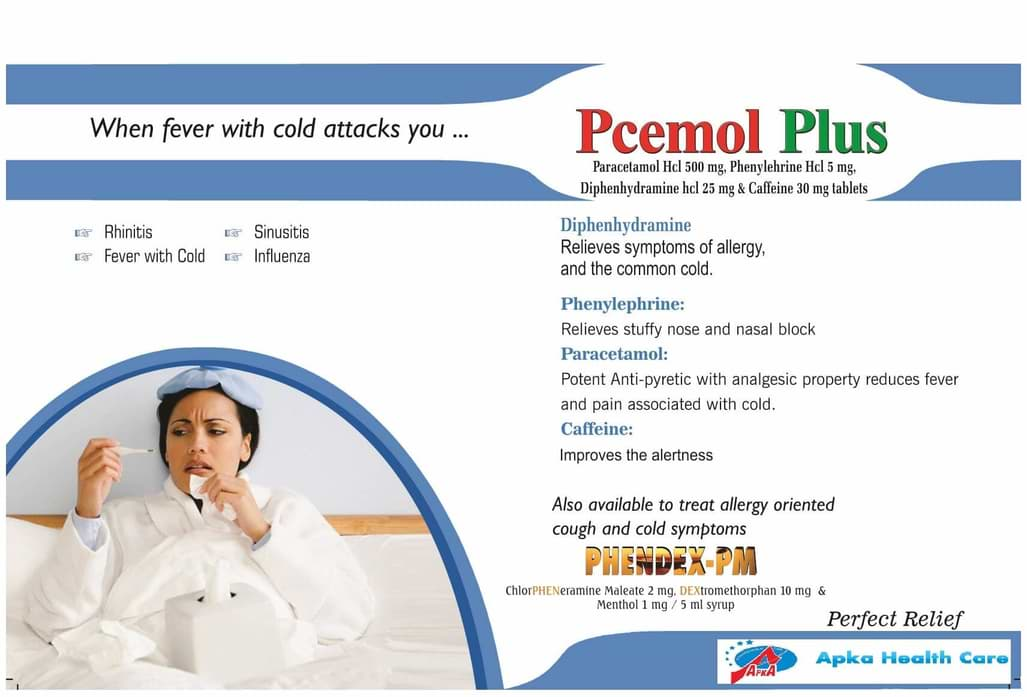 When fever with cold attacks you ...
Pcemol Plus
Paracetamol Hcl 500 mg, Phenylehrine Hcl 5 mg,
Diphenhydramine hcl 25 mg & Caffeine 30 mg tablets
Rhinitis
Sinusitis
Fever with Cold
Influenza
Diphenhydramine
Relieves symptoms of allergy,
and the common cold.
Phenylephrine:
Relieves stuffy nose and nasal block
Paracetamol:
Potent Anti-pyretic with analgesic property reduces fever
and pain associated with cold.
Caffeine:
Improves the alertness
Also available to treat allergy oriented
cough and cold symptoms
PHENDEX-PM
ChlorPHENeramine Maleate 2 mg, DEXtromethorphan 10 mg &
Menthol 1 mg / 5 ml syrup
Perfect Relief
APKA
Apka Health Care